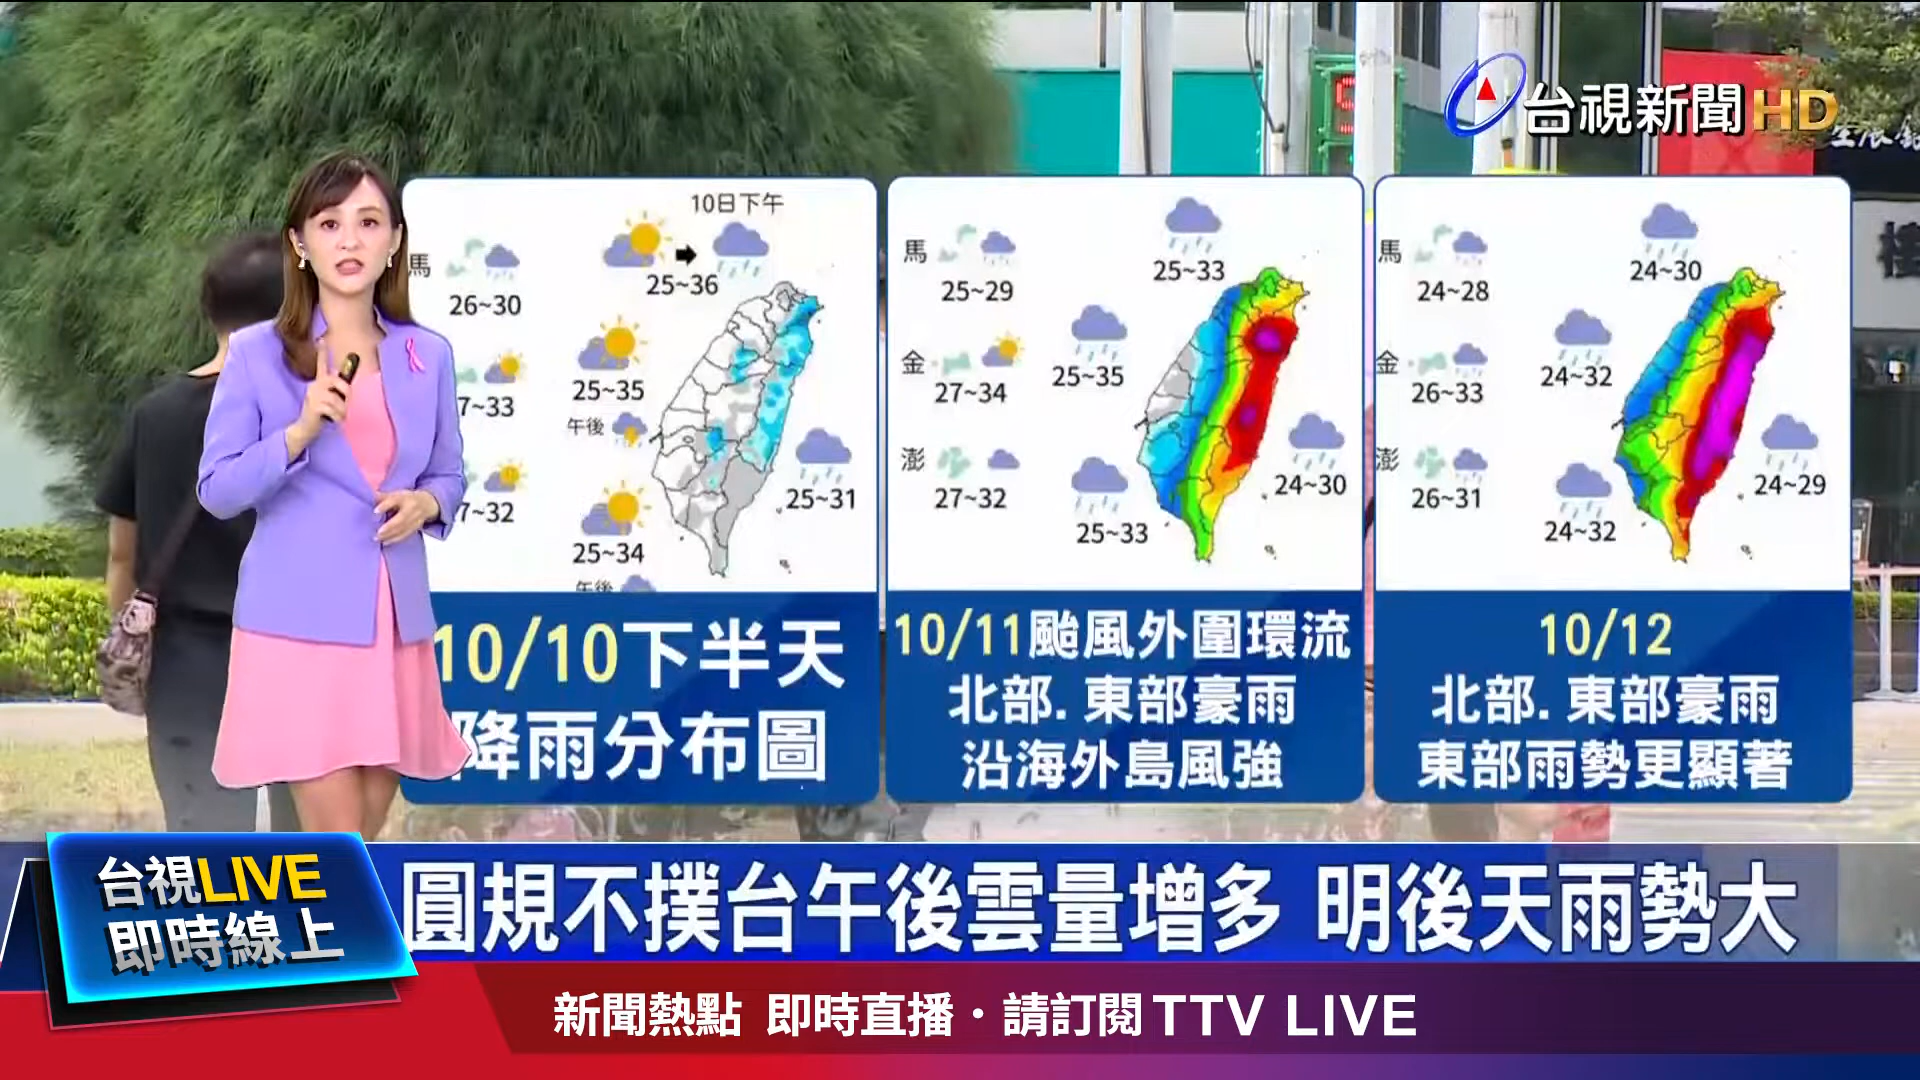 台視新聞HD
10日下午
馬
26~30
25~36
7~33
25~35
午後
7~32
25~31
25~34
午後
10/10下半天
降雨分布圖
馬
25~29
25~33
金
27~34
25~35
澎
27~32
24~30
25~33
10/11颱風外圍環流
北部.東部豪雨
沿海外島風強
馬
24~28
24~30
金
26~33
24~32
澎
26~31
24~29
24~32
10/12
北部.東部豪雨
東部雨勢更顯著
台視LIVE
即時線上
圓規不撲台午後雲量增多 明後天雨勢大
新聞熱點 即時直播・請訂閱TTV LIVE